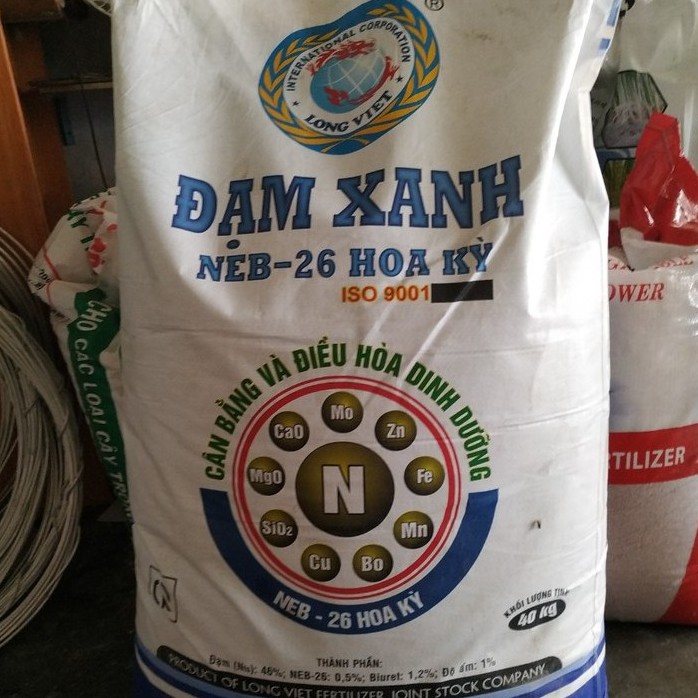 ®
INTERNATIONAL CORPORATION
LONG VIET
ĐẠM XANH
NEB-26 HOA KỲ
ISO 9001
CÂN BẰNG VÀ ĐIỀU HÒA DINH DƯỠNG
Mo
CaO
Zn
MgO
N
Fe
SiO2
Mn
Cu
Bo
NEB - 26 HOA KỲ
KHỐI LƯỢNG TỊNH
40 kg
THÀNH PHẦN:
Đạm (Nts): 46%; NEB-26: 0,5%; Biuret: 1,2%; Độ ẩm: 1%
PRODUCT OF LONG VIET FERTILIZER JOINT STOCK COMPANY
CHO CÁC LOẠI CÂY TRỒNG
OWER
TILIZER